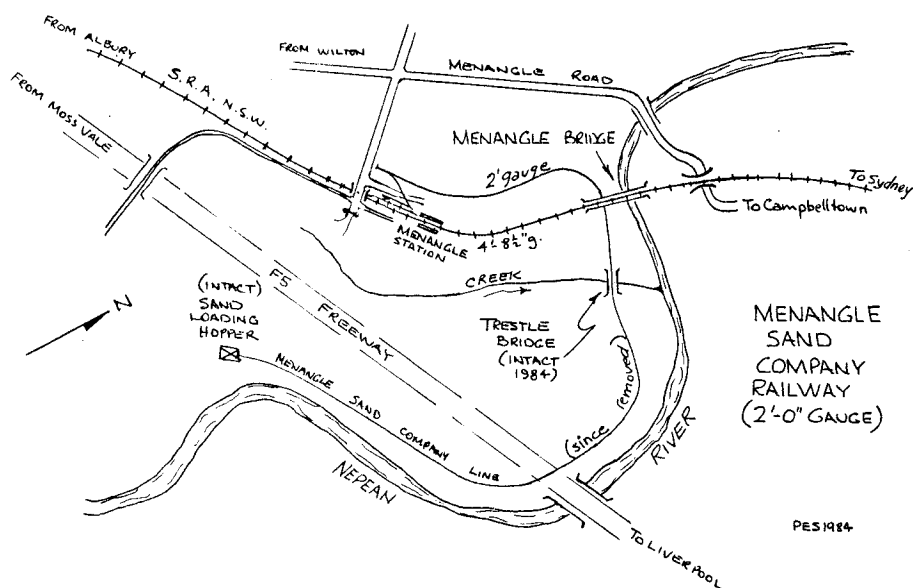 FROM ALBURY
S.R.A. N.S.W.
FROM MOSS VALE
FROM WILTON
MENANGLE ROAD
MENANGLE BRIDGE
2' gauge
To Sydney
To Campbelltown
MENANGLE
STATION
4'-8½"g.
CREEK
F5 FREEWAY
(INTACT)
SAND
LOADING
HOPPER
N
TRESTLE
BRIDGE
(INTACT
1984)
MENANGLE SAND COMPANY LINE
(since removed)
NEPEAN
RIVER
MENANGLE
SAND
COMPANY
RAILWAY
(2'-0" GAUGE)
TO LIVERPOOL
PES1984